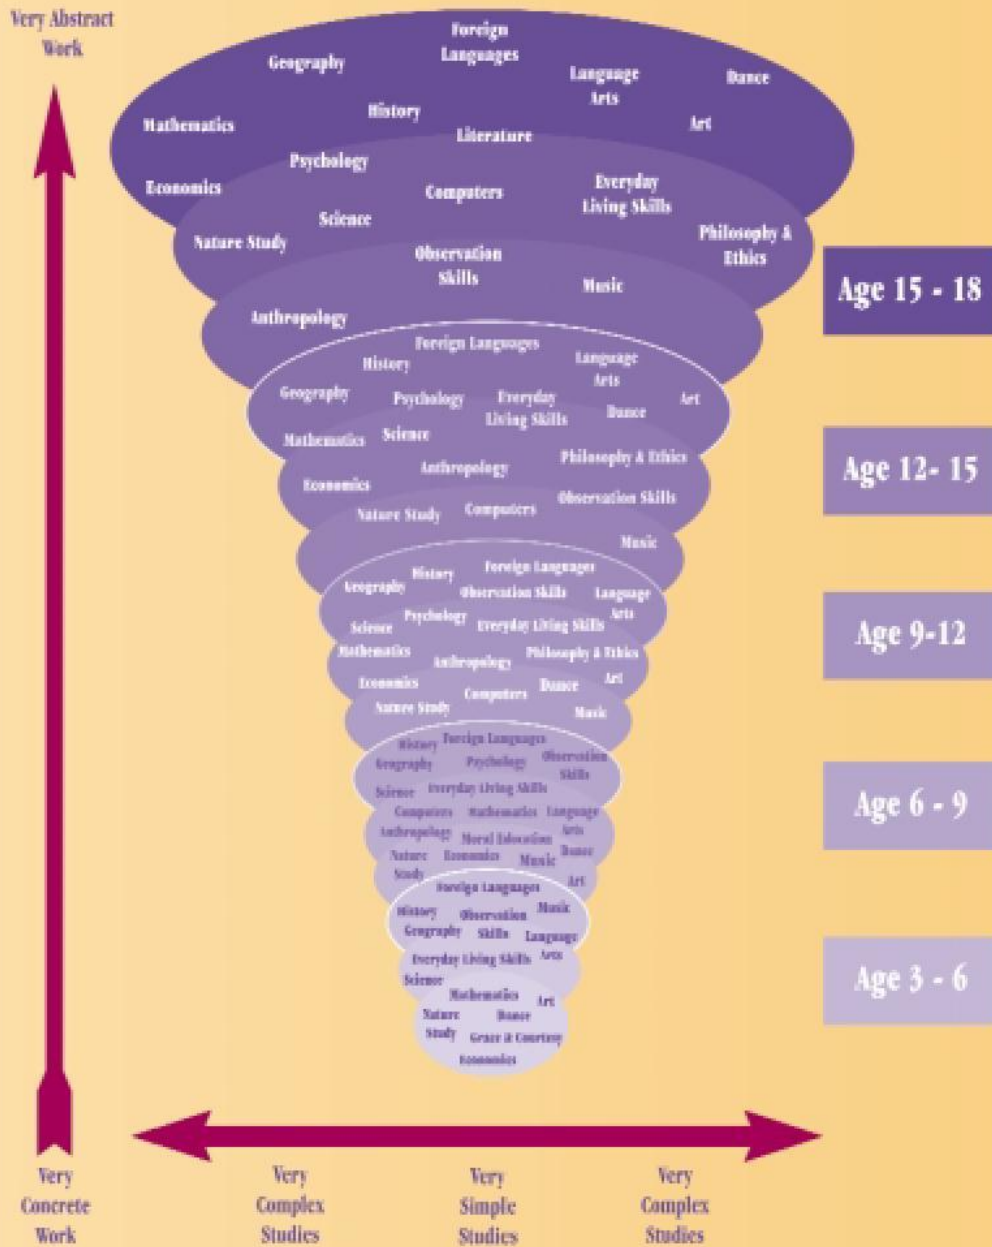 Very Abstract
Work
Foreign
Languages
Geography
Language
Arts
Dance
History
Mathematics
Art
Literature
Psychology
Economics
Computers
Everyday
Living Skills
Science
Nature Study
Philosophy &
Ethics
Observation
Skills
Music
Anthropology
Age 15 - 18
Foreign Languages
History
Language
Arts
Geography
Psychology
Everyday
Living Skills
Art
Dance
Mathematics
Science
Anthropology
Philosophy & Ethics
Economics
Observation Skills
Nature Study
Computers
Music
Age 12- 15
Foreign Languages
History
Geography
Observation Skills
Language
Arts
Psychology
Science
Everyday Living Skills
Mathematics
Philosophy & Ethics
Anthropology
Economics
Art
Dance
Computers
Nature Study
Music
Age 9-12
History
Foreign Languages
Geography
Psychology
Observation
Skills
Science
Everyday Living Skills
Computers
Mathematics
Language
Arts
Anthropology
Moral Education
Nature
Study
Economics
Music
Dance
Art
Age 6 - 9
Foreign Languages
History
Observation
Skills
Music
Geography
Language
Arts
Everyday Living Skills
Science
Mathematics
Art
Nature
Study
Dance
Grace & Courtesy
Economics
Age 3 - 6
Very
Concrete
Work
Very
Complex
Studies
Very
Simple
Studies
Very
Complex
Studies